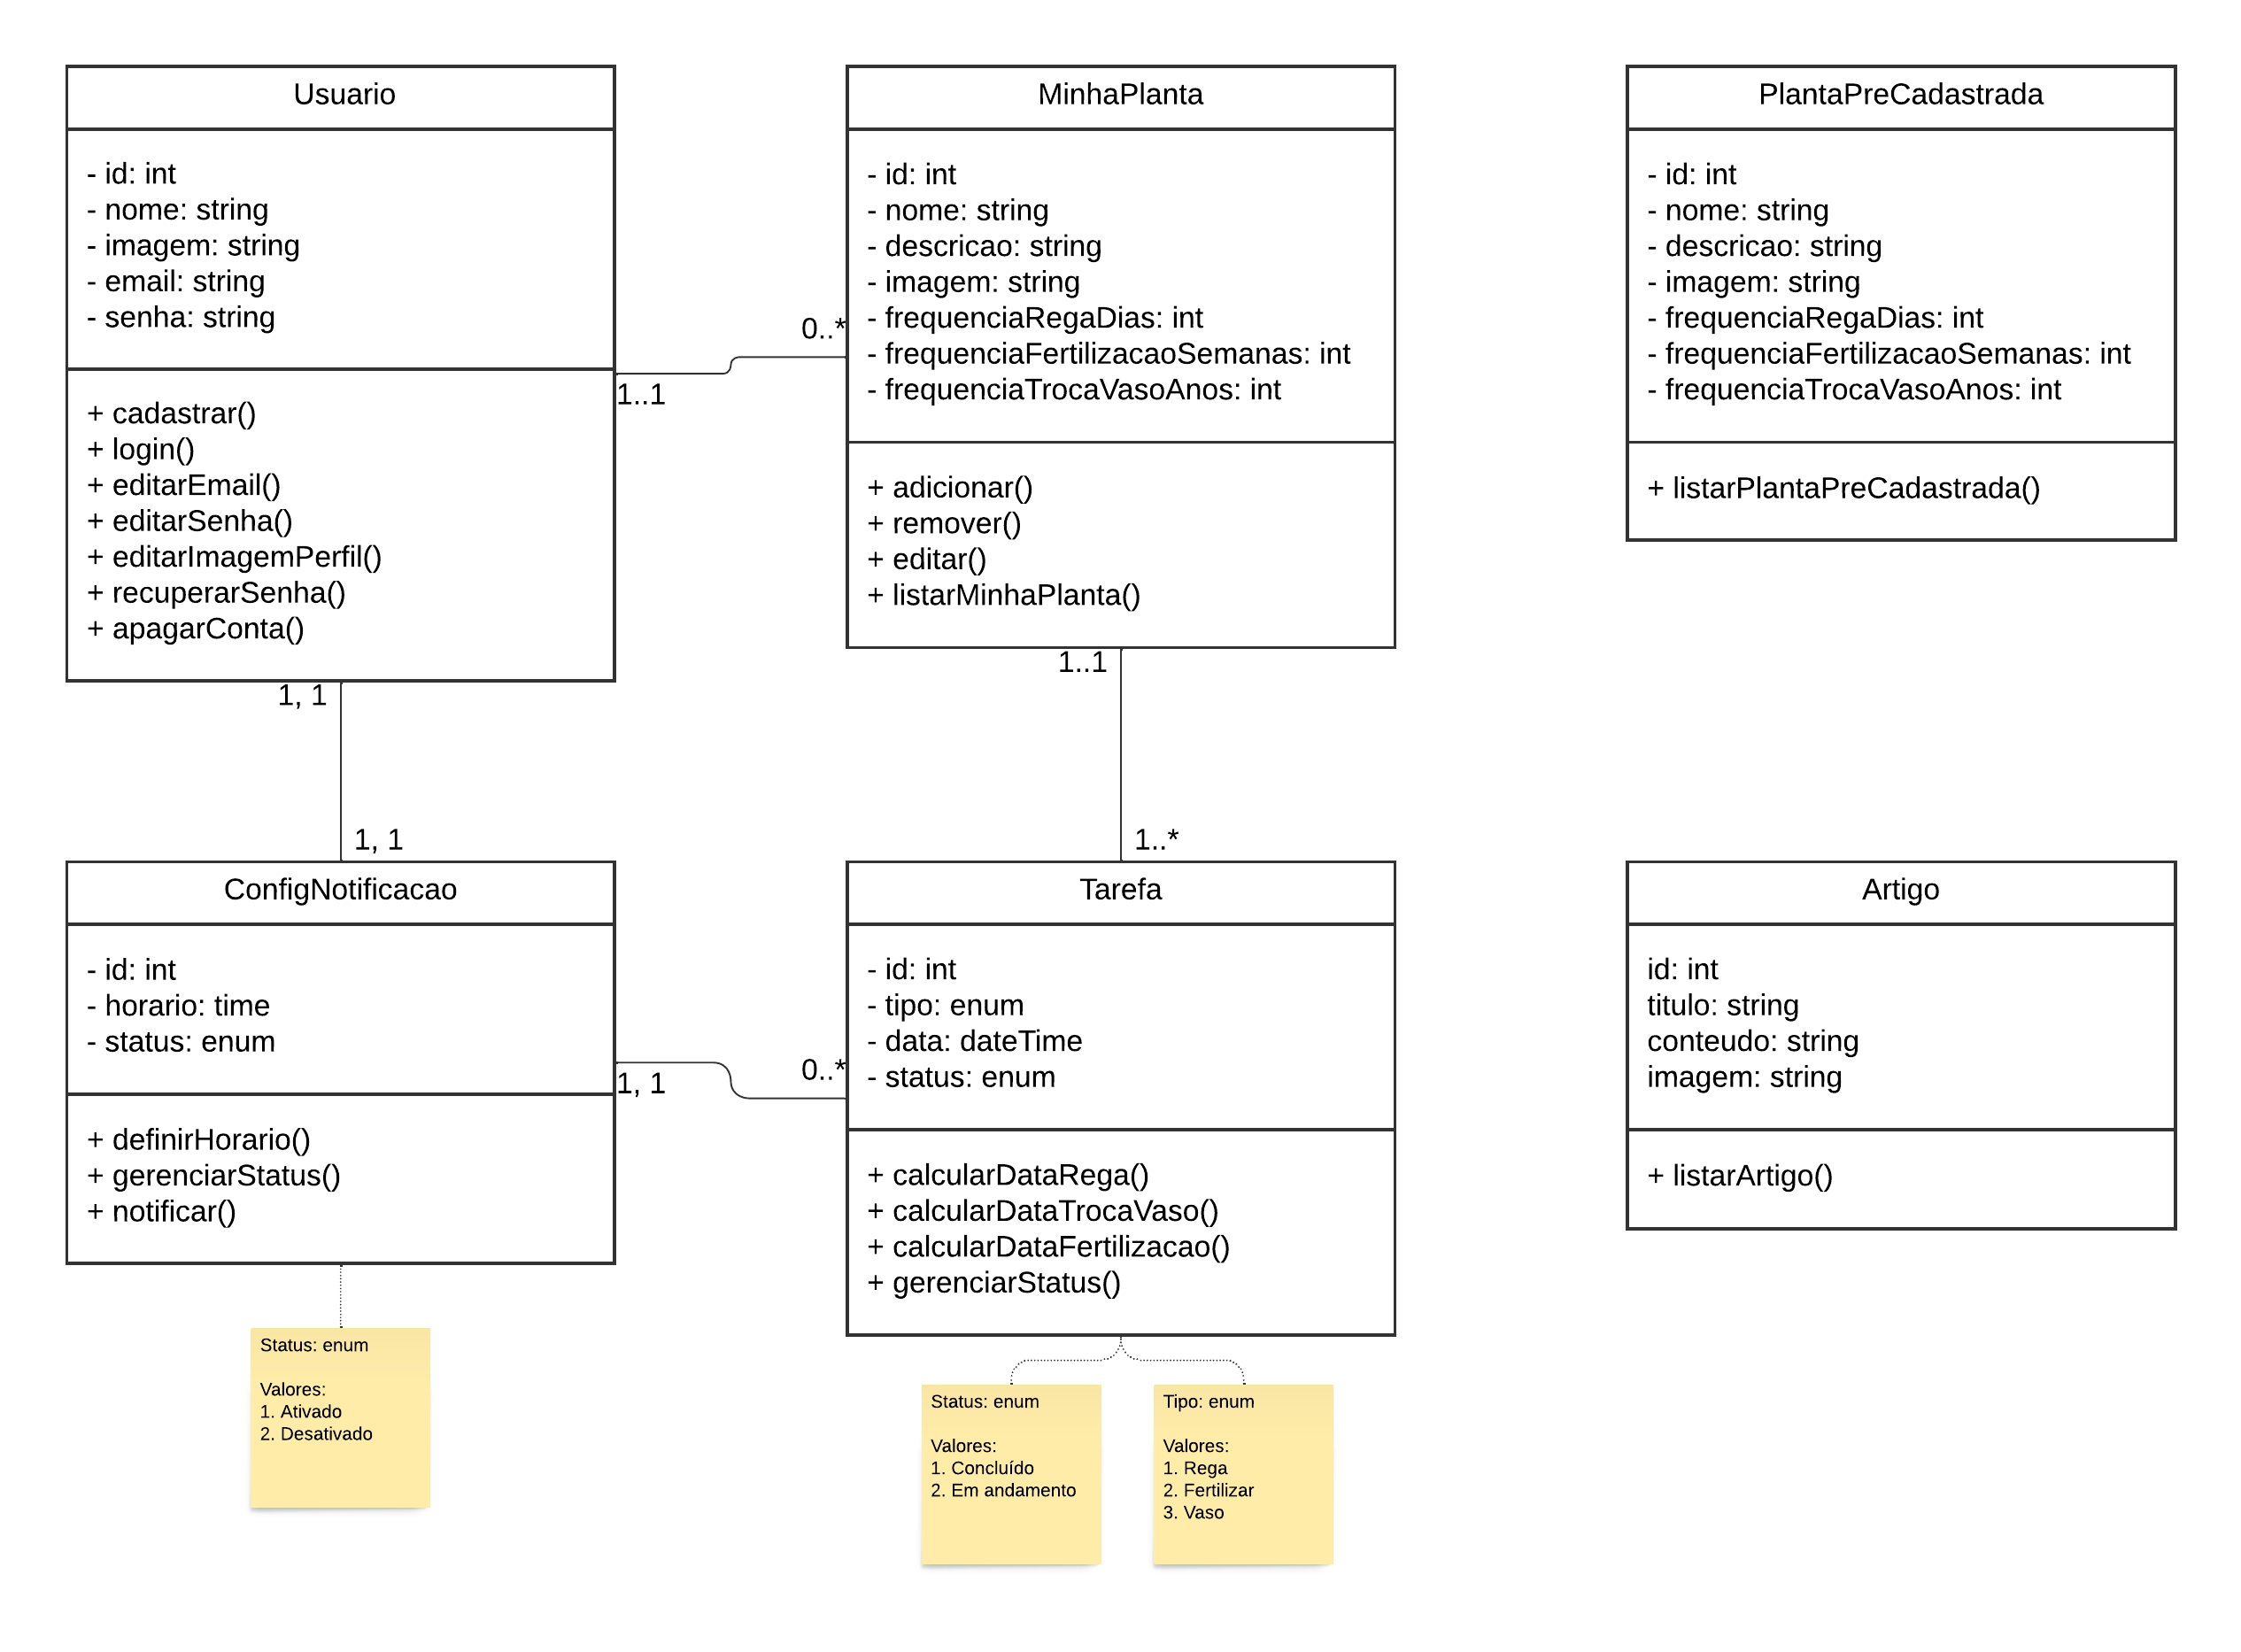 Usuario
- id: int
- nome: string
- imagem: string
- email: string
- senha: string
+ cadastrar()
+ login()
+ editarEmail()
+ editarSenha()
+ editarImagemPerfil()
+ recuperarSenha()
+ apagarConta()
1..1
0..*
MinhaPlanta
- id: int
- nome: string
- descricao: string
- imagem: string
- frequenciaRegaDias: int
- frequenciaFertilizacaoSemanas: int
- frequenciaTrocaVasoAnos: int
+ adicionar()
+ remover()
+ editar()
+ listarMinhaPlanta()
PlantaPreCadastrada
- id: int
- nome: string
- descricao: string
- imagem: string
- frequenciaRegaDias: int
- frequenciaFertilizacaoSemanas: int
- frequenciaTrocaVasoAnos: int
+ listarPlantaPreCadastrada()
1, 1
1, 1
1..1
1..*
ConfigNotificacao
- id: int
- horario: time
- status: enum
+ definirHorario()
+ gerenciarStatus()
+ notificar()
1, 1
0..*
Tarefa
- id: int
- tipo: enum
- data: dateTime
- status: enum
+ calcularDataRega()
+ calcularDataTrocaVaso()
+ calcularDataFertilizacao()
+ gerenciarStatus()
Artigo
id: int
titulo: string
conteudo: string
imagem: string
+ listarArtigo()
Status: enum
Valores:
1. Ativado
2. Desativado
Status: enum
Valores:
1. Concluído
2. Em andamento
Tipo: enum
Valores:
1. Rega
2. Fertilizar
3. Vaso